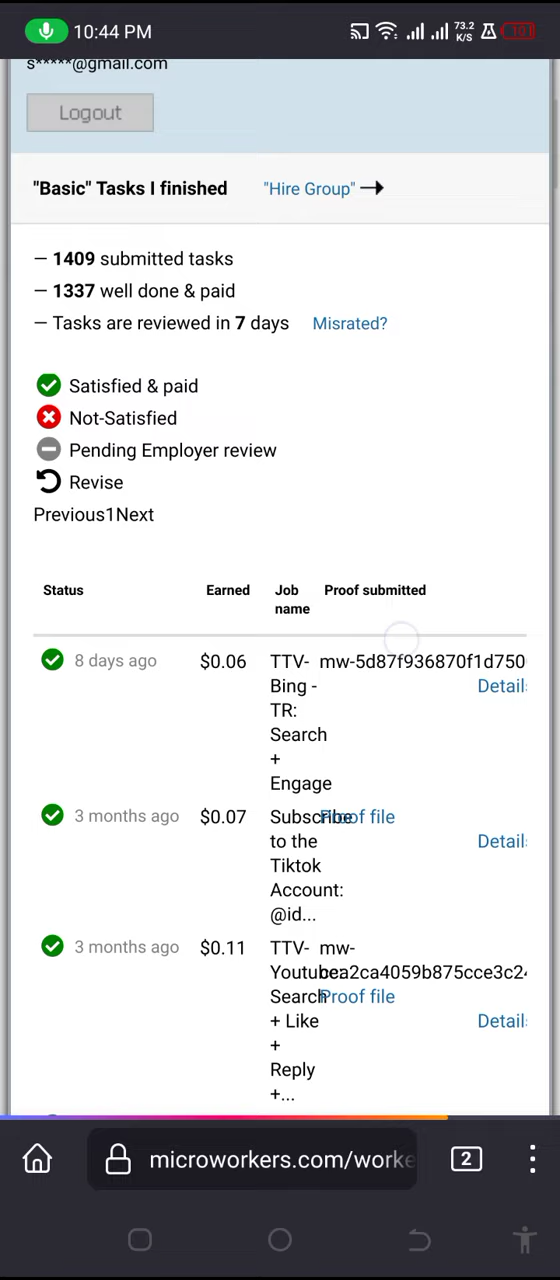 10:44 PM 73.2 K/S 10
s*****@gmail.com
Logout
"Basic" Tasks I finished "Hire Group"
– 1409 submitted tasks
– 1337 well done & paid
– Tasks are reviewed in 7 days Misrated?
Satisfied & paid
Not-Satisfied
Pending Employer review
Revise
Previous1Next
Status Earned Job name Proof submitted
8 days ago $0.06 TTV- mw-5d87f936870f1d750
Bing - Detail
TR:
Search
+
Engage
3 months ago $0.07 Subscribe Proof file
to the Detail
Tiktok
Account:
@id...
3 months ago $0.11 TTV- mw-
Youtube:
Search Proof file
+ Like Detail
+
Reply
+...
microworkers.com/worke 2